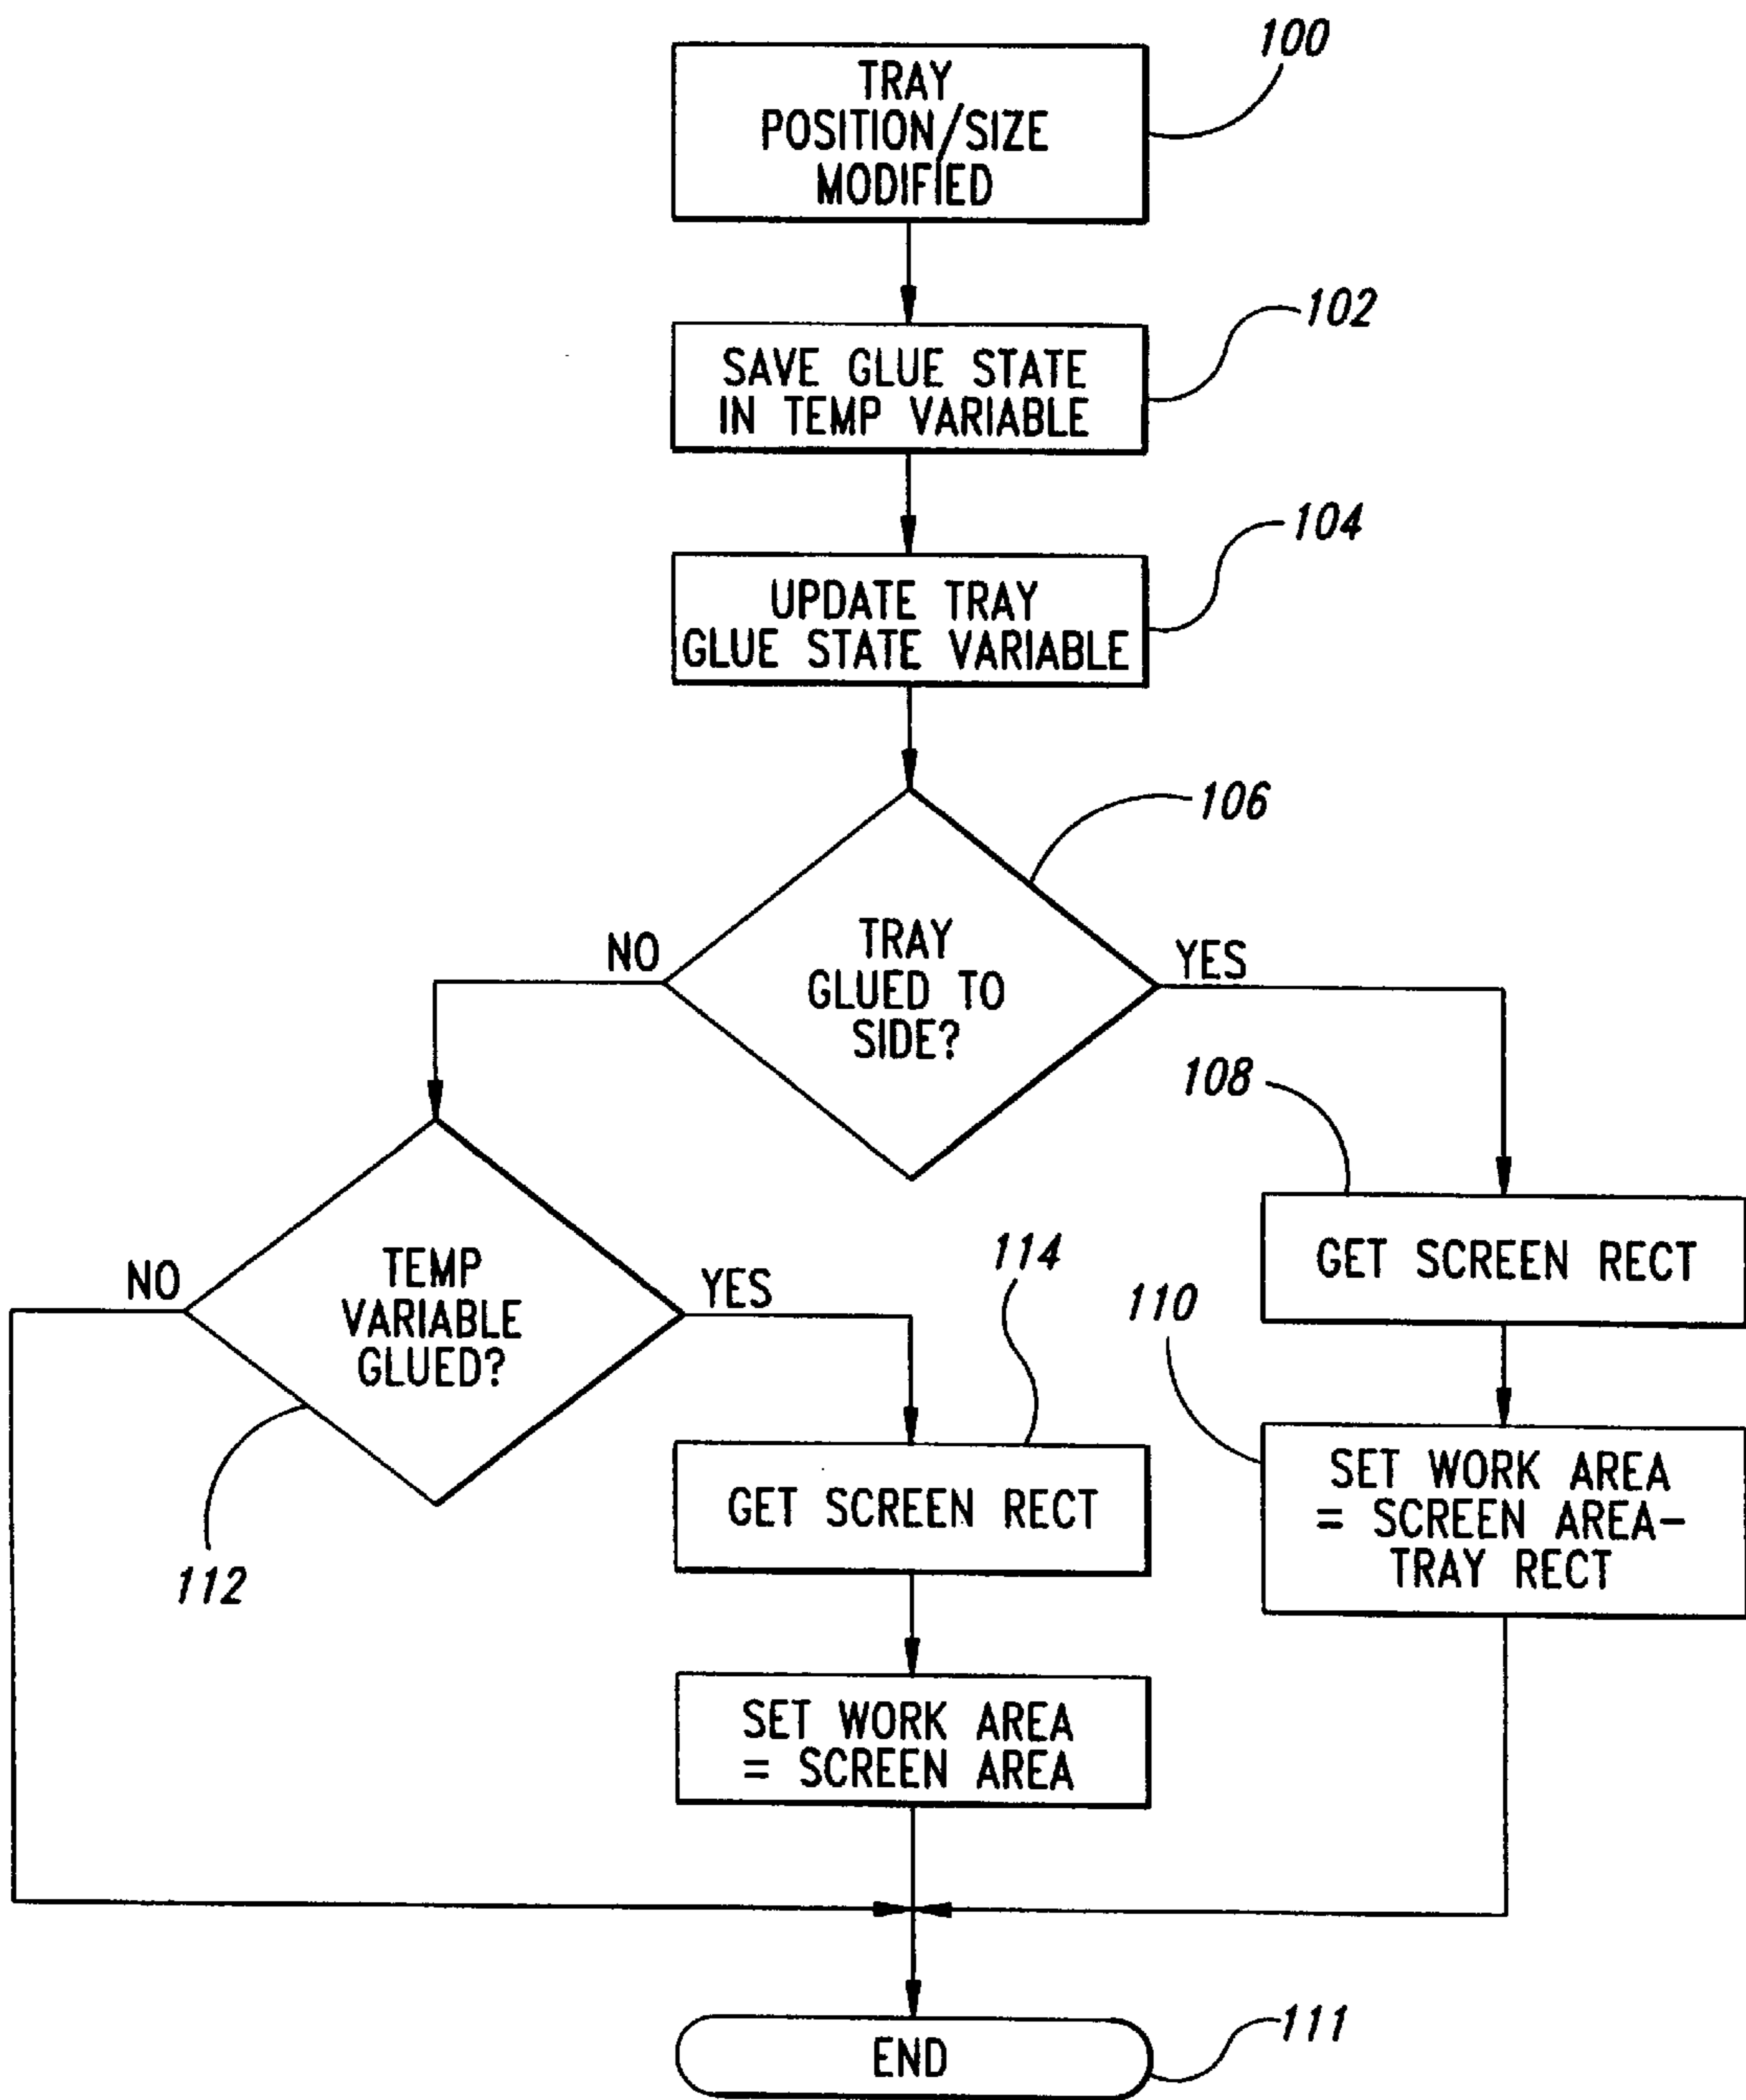 100
TRAY
POSITION/SIZE
MODIFIED
102
SAVE GLUE STATE
IN TEMP VARIABLE
104
UPDATE TRAY
GLUE STATE VARIABLE
106
TRAY
GLUED TO
SIDE?
NO
YES
108
GET SCREEN RECT
110
SET WORK AREA
= SCREEN AREA-
TRAY RECT
TEMP
VARIABLE
GLUED?
NO
YES
112
114
GET SCREEN RECT
SET WORK AREA
= SCREEN AREA
END
111